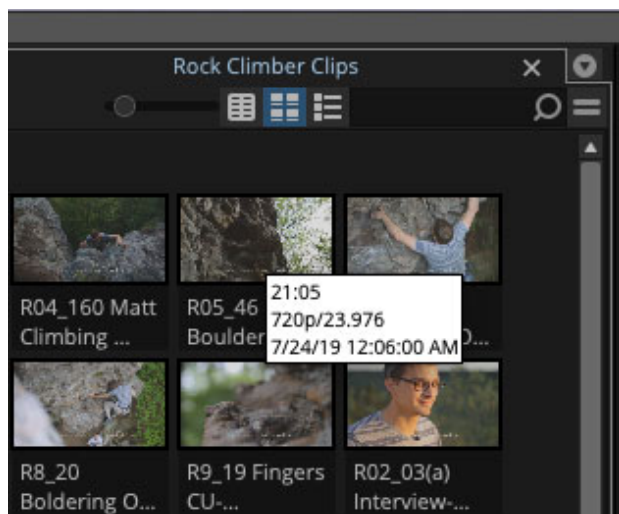 Rock Climber Clips
R04_160 Matt
Climbing ...
R05_46
Boulder
21:05
720p/23.976
7/24/19 12:06:00 AM
...
R8_20
Boldering O...
R9_19 Fingers
CU-...
R02_03(a)
Interview-...